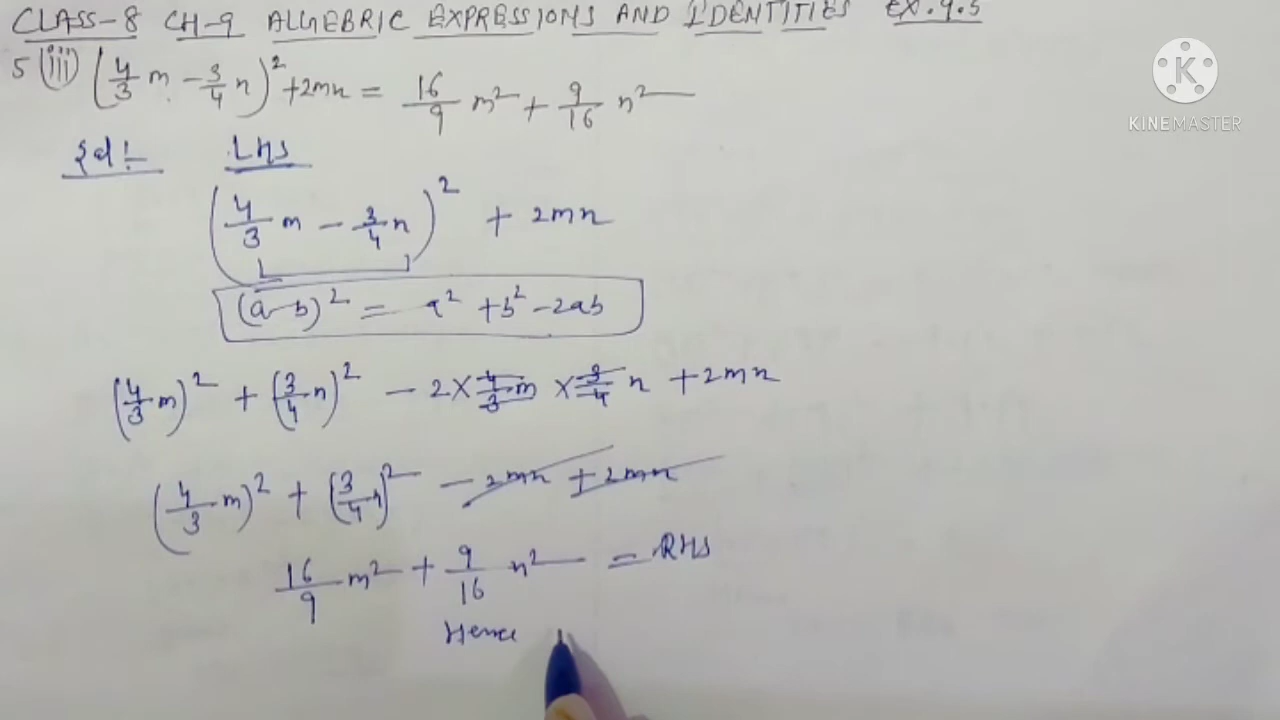 CLASS-8 CH-9 ALGEBRIC EXPRESSIONS AND IDENTITIES EX.9.5
5 (iii) (4/3 m - 3/4 n)² + 2mn = 16/9 m² + 9/16 n²
KINEMASTER
LHS
(4/3 m - 3/4 n)² + 2mn
(a-b)² = a² + b² - 2ab
(4/3 m)² + (3/4 n)² - 2 × 4/3 m × 3/4 n + 2mn
(4/3 m)² + (3/4 n)² - 2mn + 2mn
16/9 m² + 9/16 n² = RHS
Hence